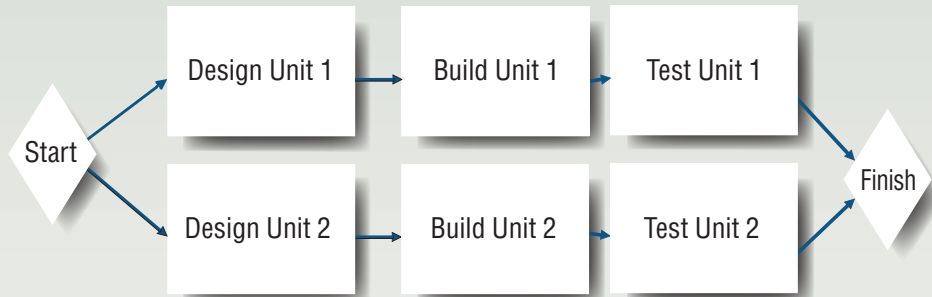 Start
Design Unit 1
Build Unit 1
Test Unit 1
Design Unit 2
Build Unit 2
Test Unit 2
Finish